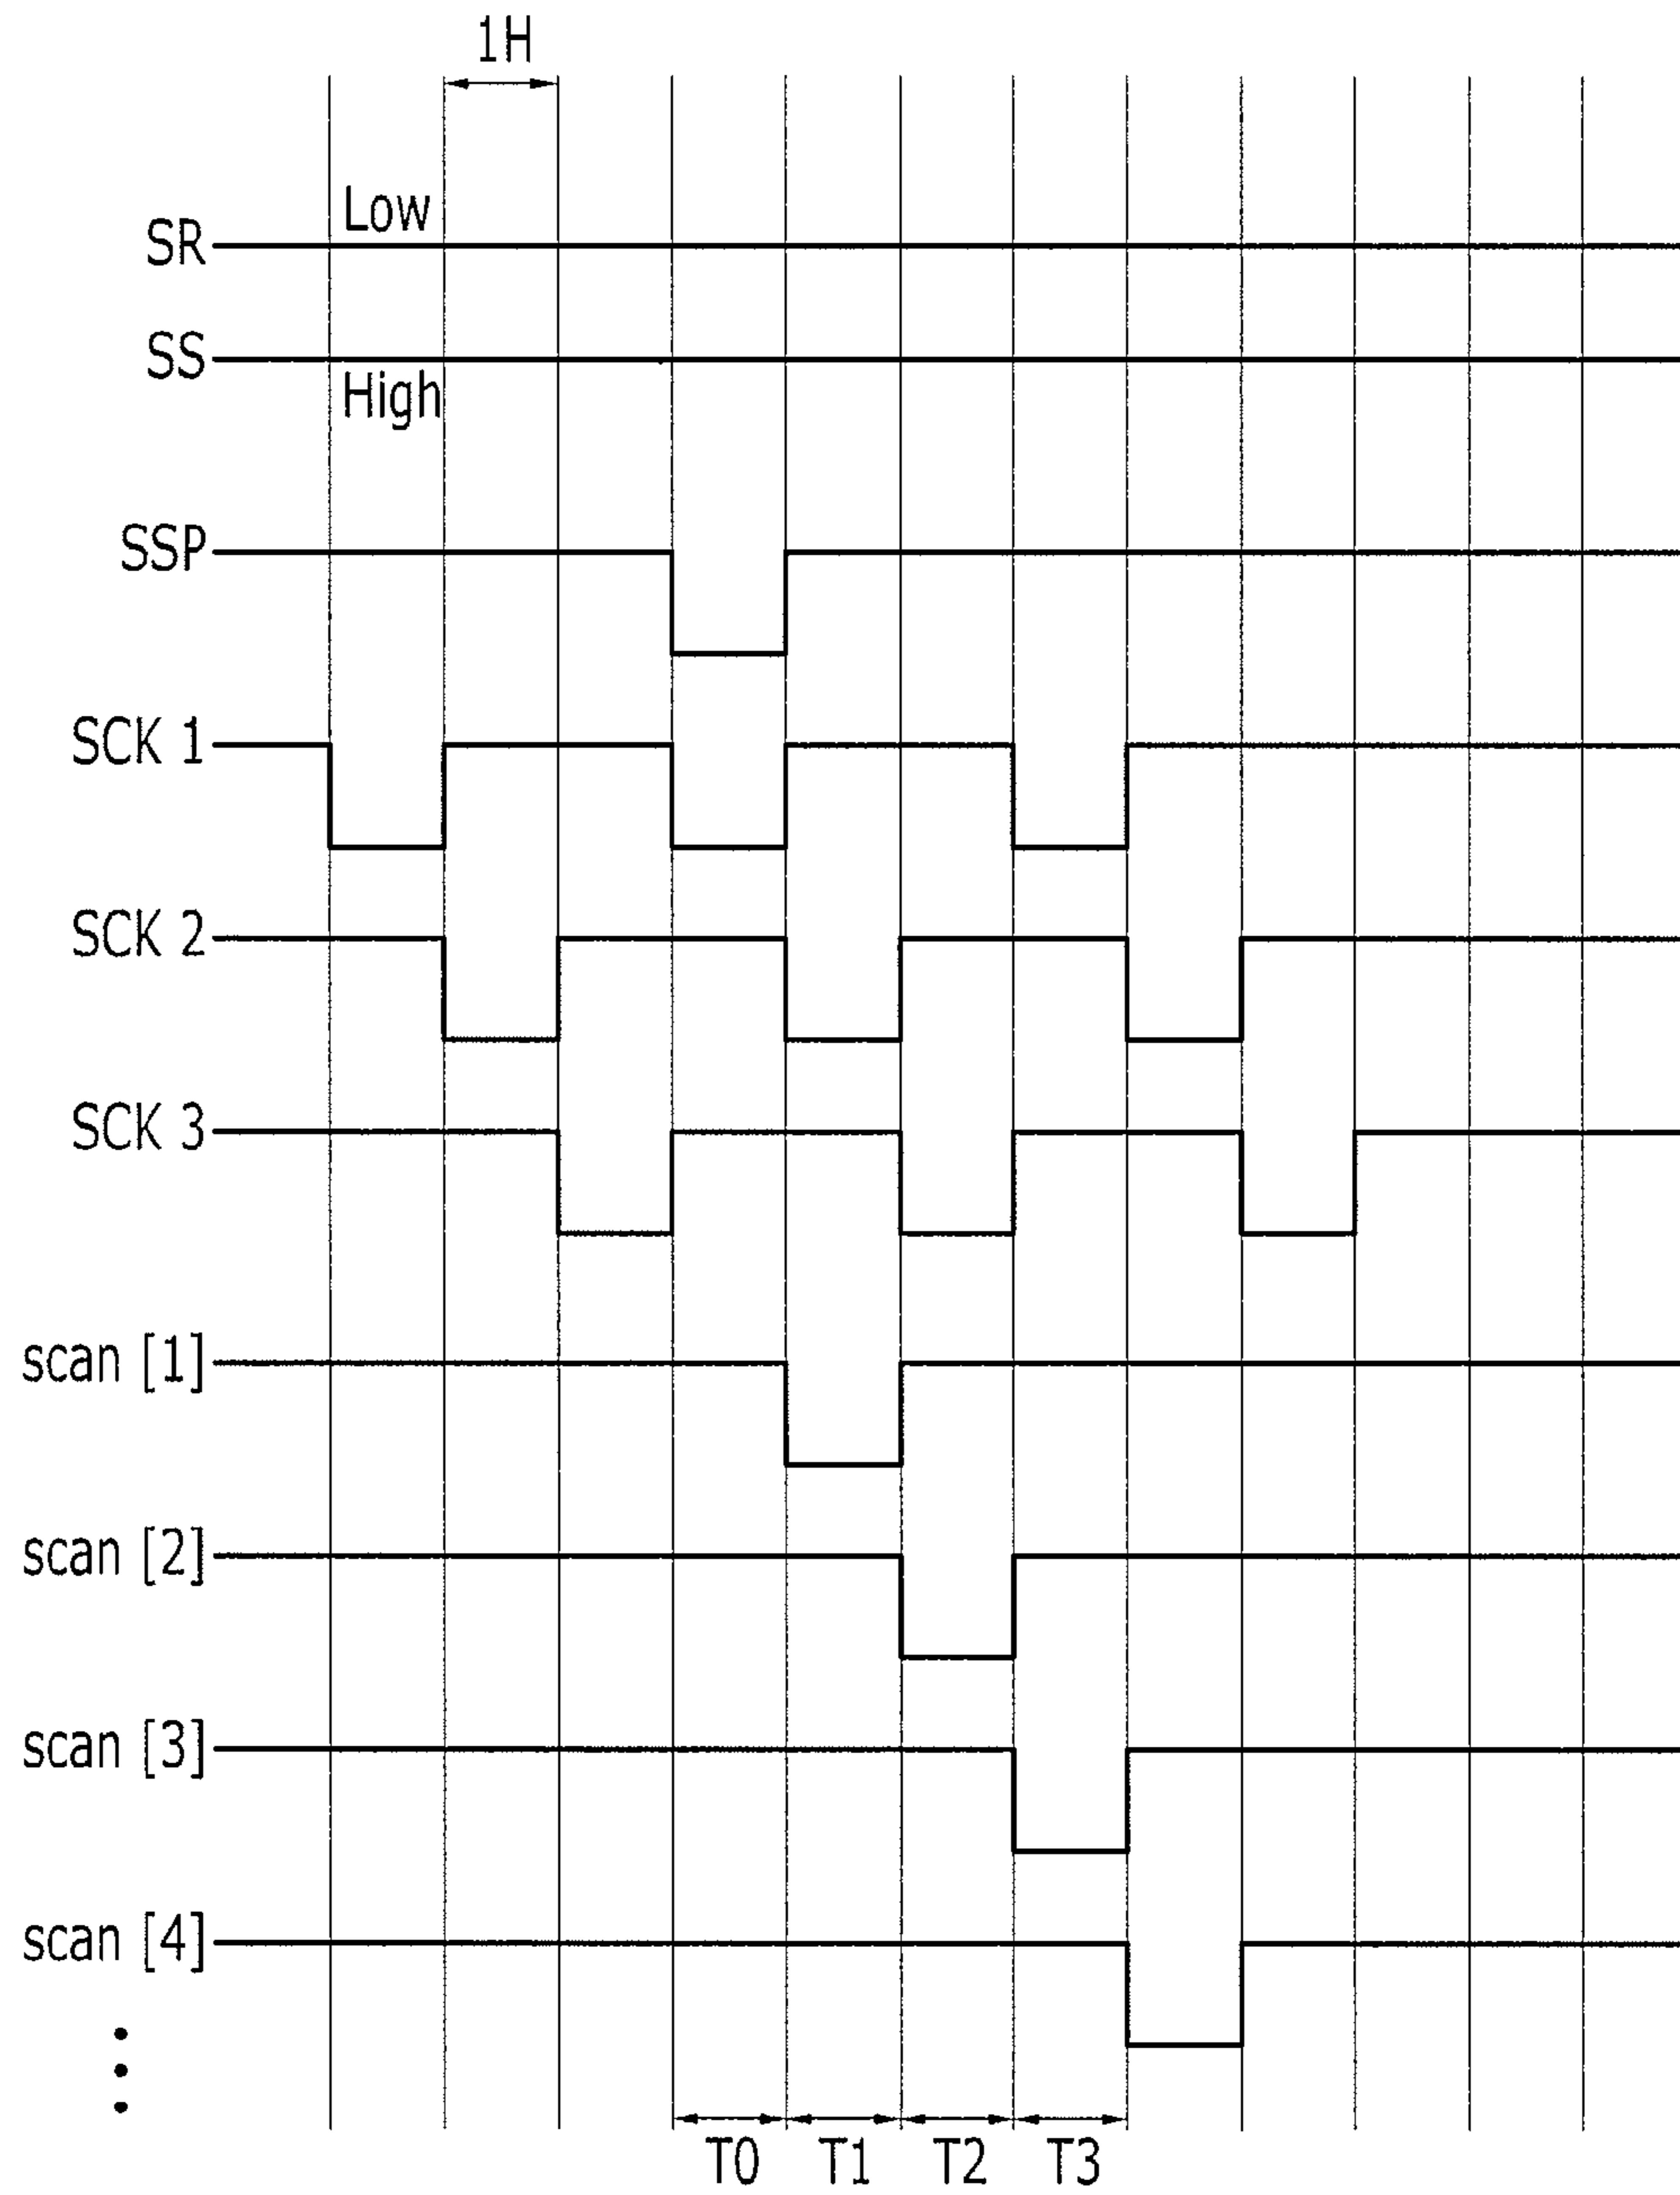 1H
Low
SR
SS
High
SSP
SCK 1
SCK 2
SCK 3
scan [1]
scan [2]
scan [3]
scan [4]
T0 T1 T2 T3